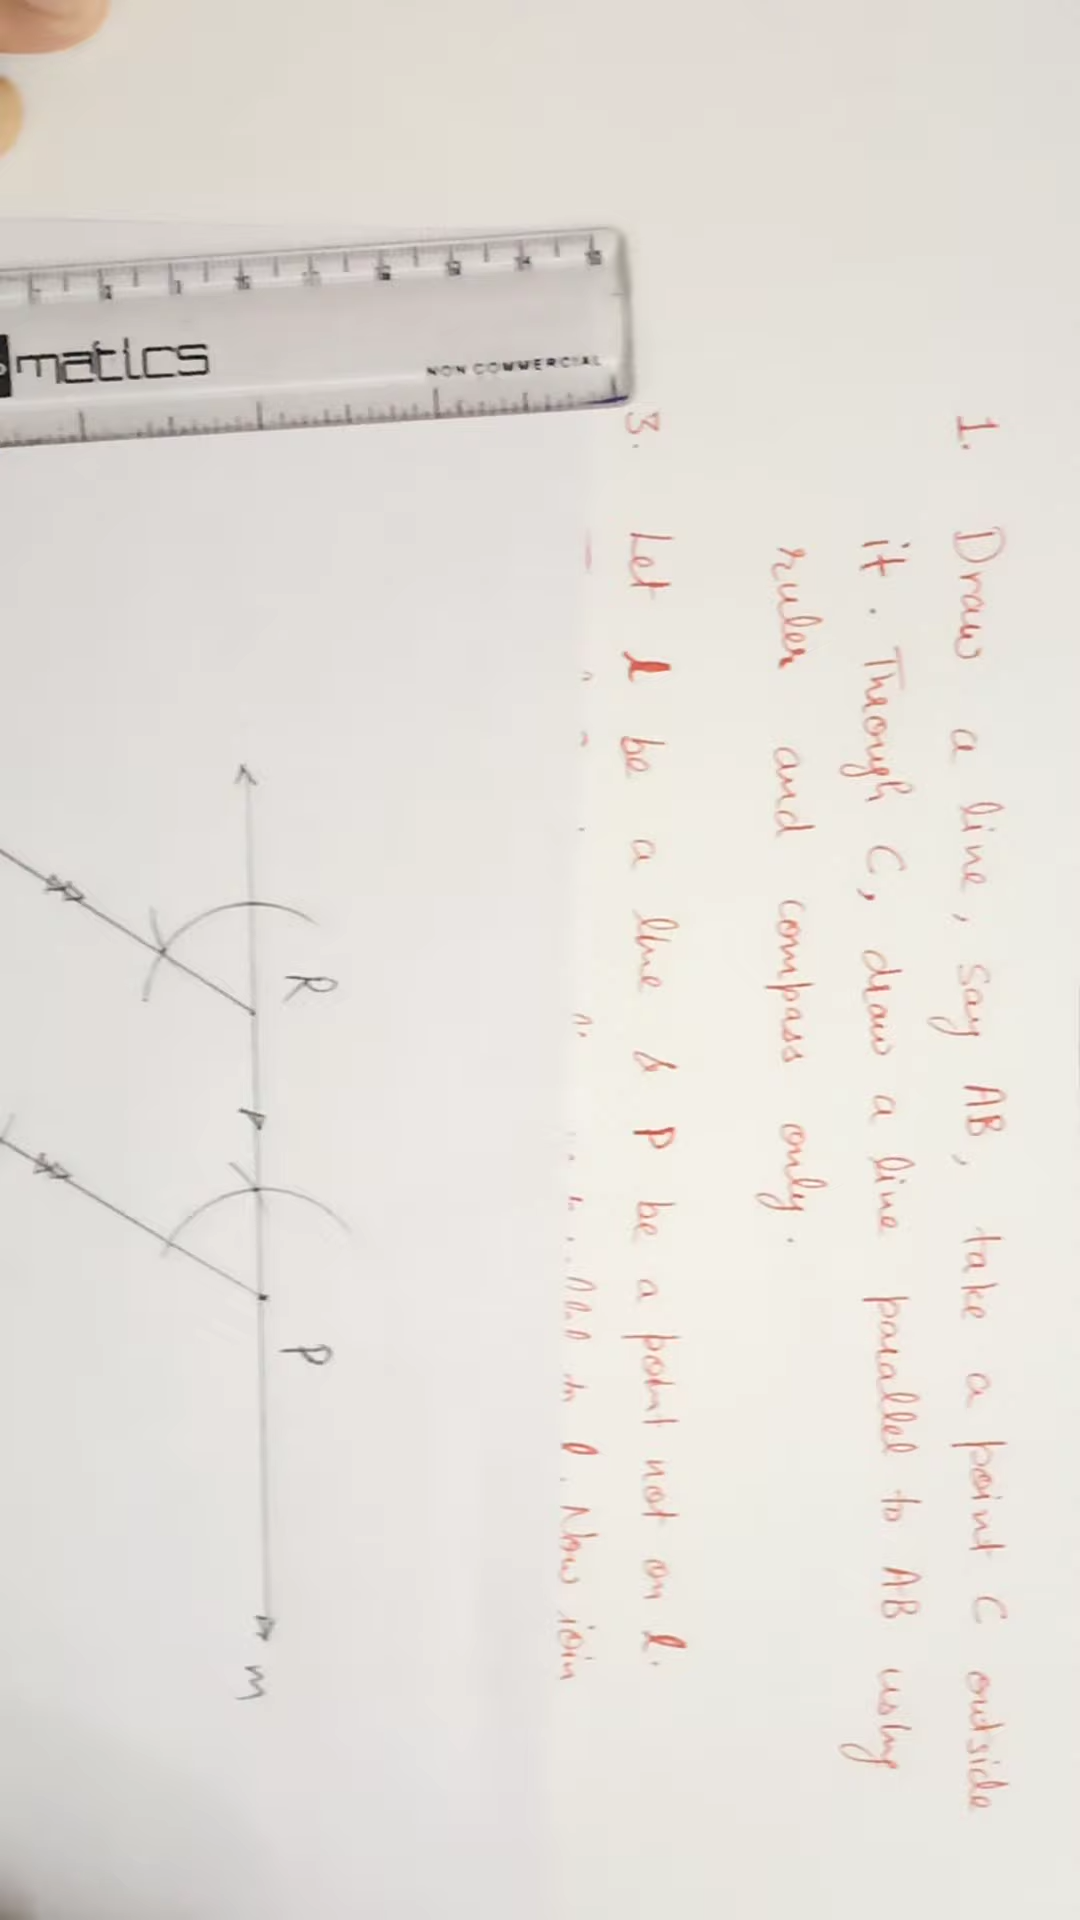 1. Draw a line, say AB, take a point C outside
it. Through C, draw a line parallel to AB using
ruler and compass only.
3. Let l be a line & P be a point not on l.
l. Now join
matics
NON COMMERCIAL
R
P
m